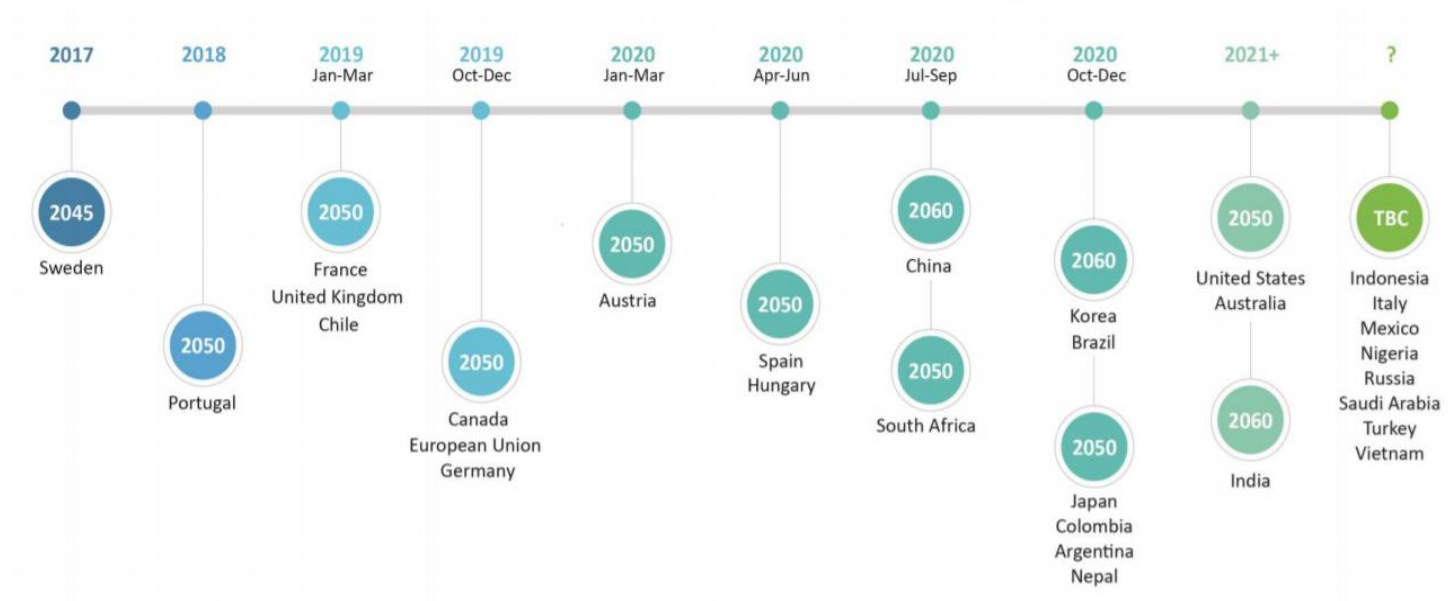 2017
2018
2019
Jan-Mar
2019
Oct-Dec
2020
Jan-Mar
2020
Apr-Jun
2020
Jul-Sep
2020
Oct-Dec
2021+
?
2045
Sweden
2050
Portugal
2050
France
United Kingdom
Chile
2050
Canada
European Union
Germany
2050
Austria
2050
Spain
Hungary
2060
China
2050
South Africa
2060
Korea
Brazil
2050
Japan
Colombia
Argentina
Nepal
2050
United States
Australia
2060
India
TBC
Indonesia
Italy
Mexico
Nigeria
Russia
Saudi Arabia
Turkey
Vietnam